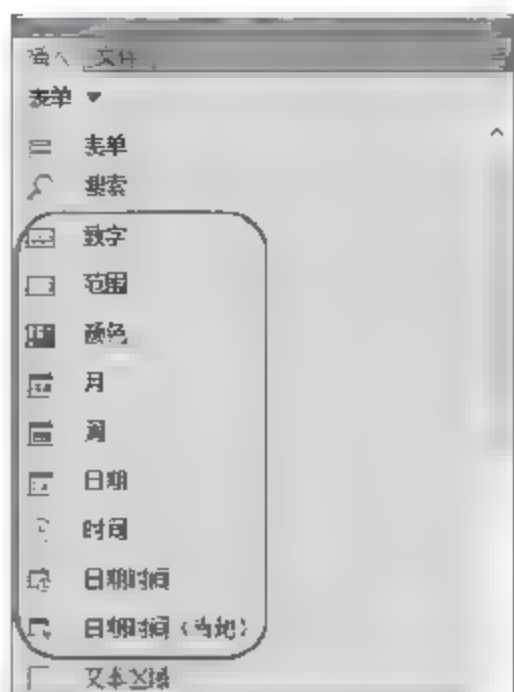 插入 文件
表单
表单
搜索
数字
范围
颜色
月
周
日期
时间
日期时间
日期时间（当地）
文本区域